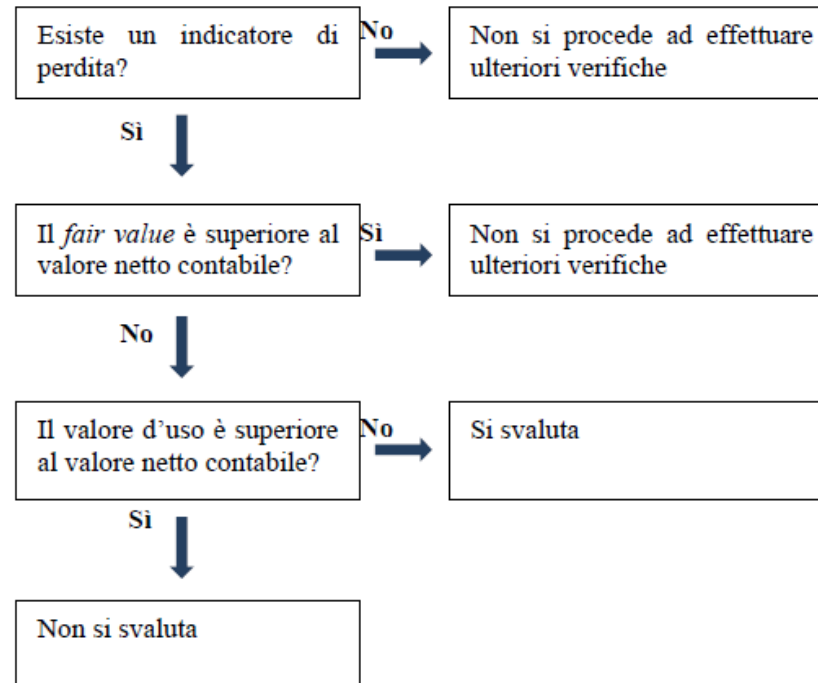 Esiste un indicatore di
perdita?
No
Non si procede ad effettuare
ulteriori verifiche
Sì
Il fair value è superiore al
valore netto contabile?
Sì
Non si procede ad effettuare
ulteriori verifiche
No
Il valore d’uso è superiore
al valore netto contabile?
No
Si svaluta
Sì
Non si svaluta